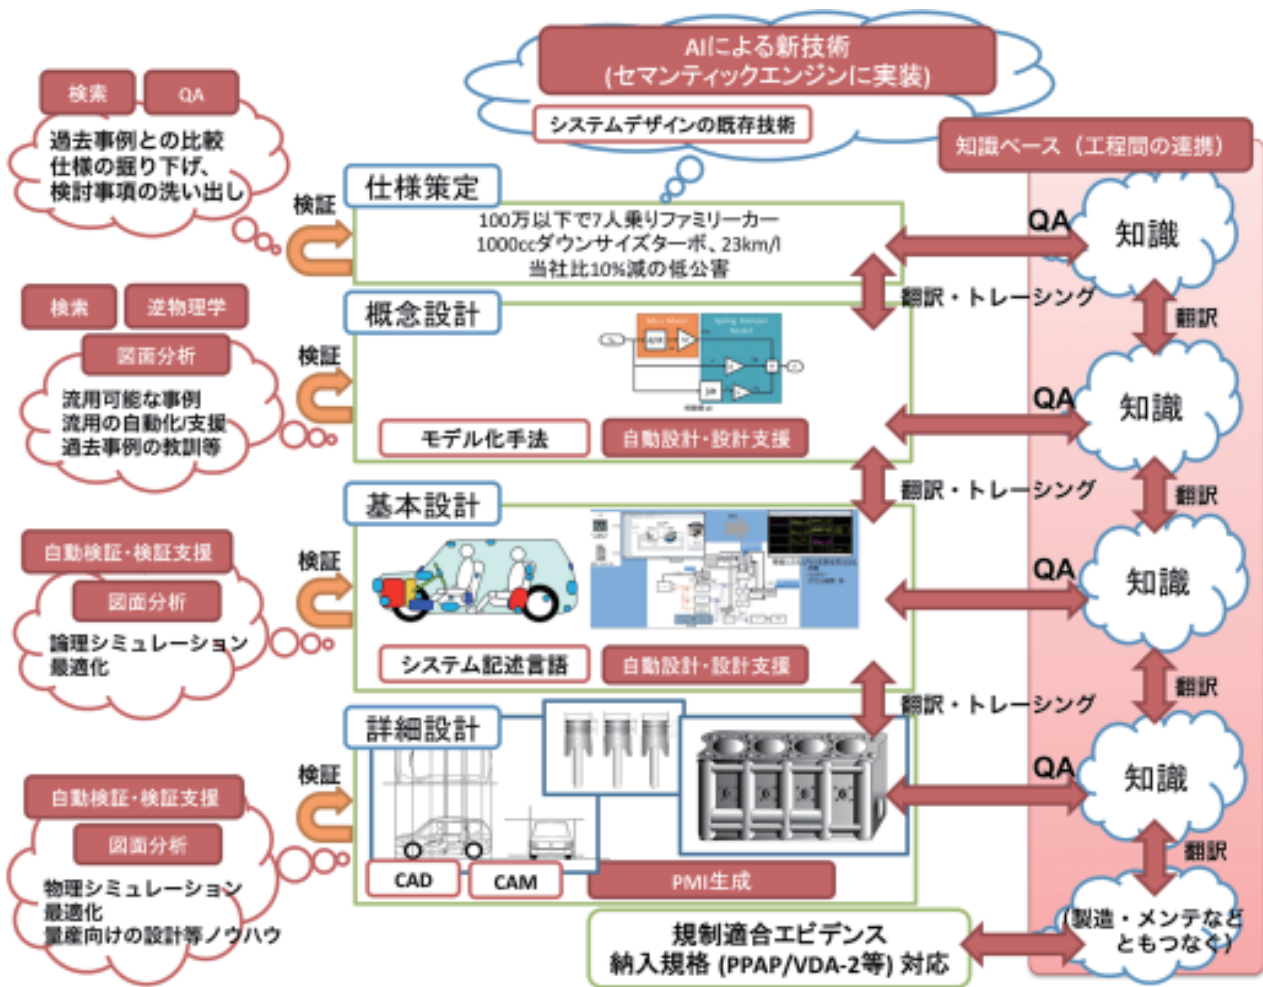 AIによる新技術
(セマンティックエンジンに実装)
システムデザインの既存技術
検索
QA
過去事例との比較
仕様の掘り下げ、
検討事項の洗い出し
検証
仕様策定
100万以下で7人乗りファミリーカー
1000ccダウンサイズターボ、23km/l
当社比10%減の低公害
知識ベース（工程間の連携）
QA
知識
翻訳・トレーシング
翻訳
検索
逆物理学
図面分析
流用可能な事例
流用の自動化/支援
過去事例の教訓等
検証
概念設計
モデル化手法
自動設計・設計支援
QA
知識
翻訳・トレーシング
翻訳
自動検証・検証支援
図面分析
論理シミュレーション
最適化
検証
基本設計
システム記述言語
自動設計・設計支援
QA
知識
翻訳・トレーシング
翻訳
自動検証・検証支援
図面分析
物理シミュレーション
最適化
量産向けの設計等ノウハウ
検証
詳細設計
CAD
CAM
PMI生成
QA
知識
翻訳
規制適合エビデンス
納入規格 (PPAP/VDA-2等) 対応
(製造・メンテなど
ともつなぐ)